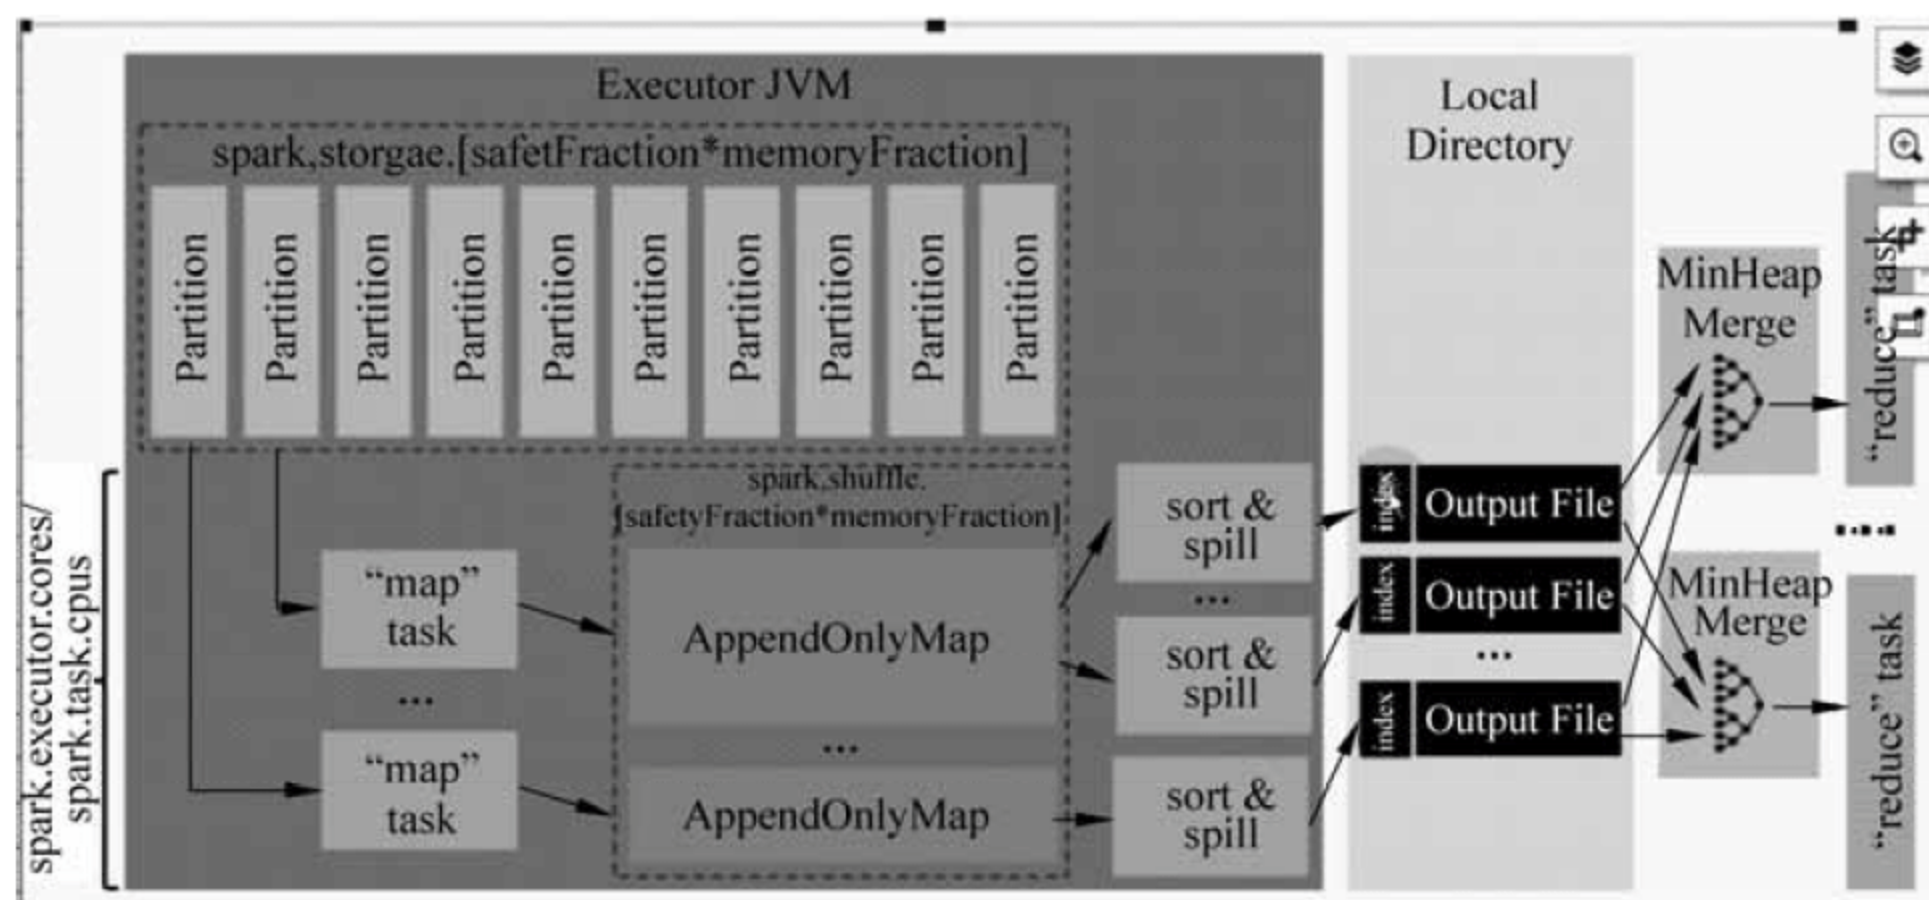 Executor JVM
spark,storgae.[safetFraction*memoryFraction]
Partition
Partition
Partition
Partition
Partition
Partition
Partition
Partition
Partition
Partition
spark.executor.cores/
spark.task.cpus
"map"
task
...
"map"
task
spark,shuffle.
[safetyFraction*memoryFraction]
AppendOnlyMap
...
AppendOnlyMap
sort &
spill
...
sort &
spill
sort &
spill
Local
Directory
index
Output File
index
Output File
...
index
Output File
MinHeap
Merge
MinHeap
Merge
"reduce" task
"reduce" task